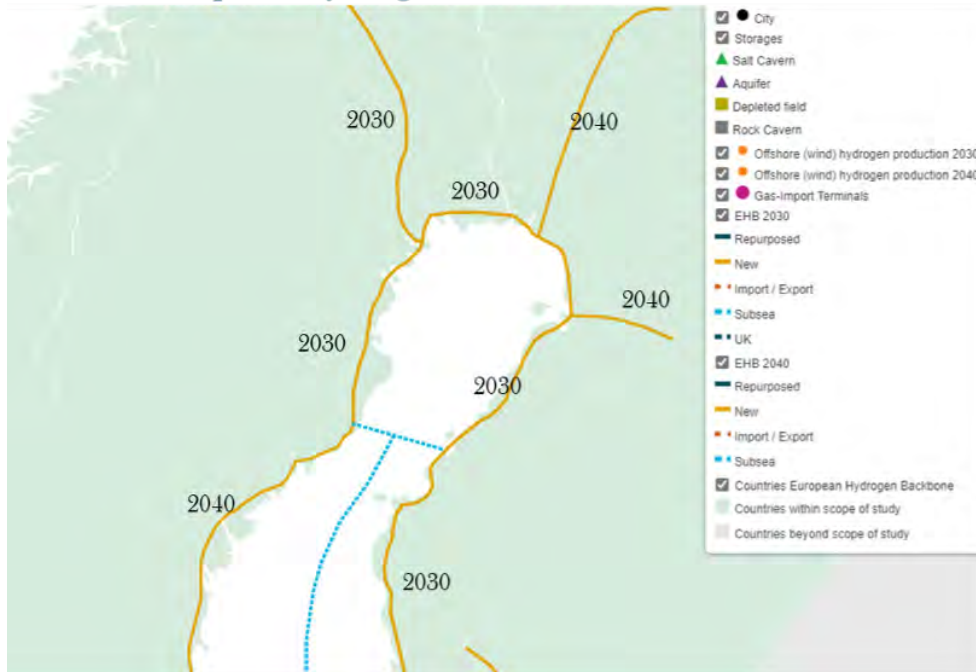 City
Storages
Salt Cavern
Aquifer
Depleted field
Rock Cavern
Offshore (wind) hydrogen production 2030
Offshore (wind) hydrogen production 2040
Gas-Import Terminals
EHB 2030
Repurposed
New
Import / Export
Subsea
UK
EHB 2040
Repurposed
New
Import / Export
Subsea
Countries European Hydrogen Backbone
Countries within scope of study
Countries beyond scope of study
2030
2040
2030
2040
2030
2030
2040
2030